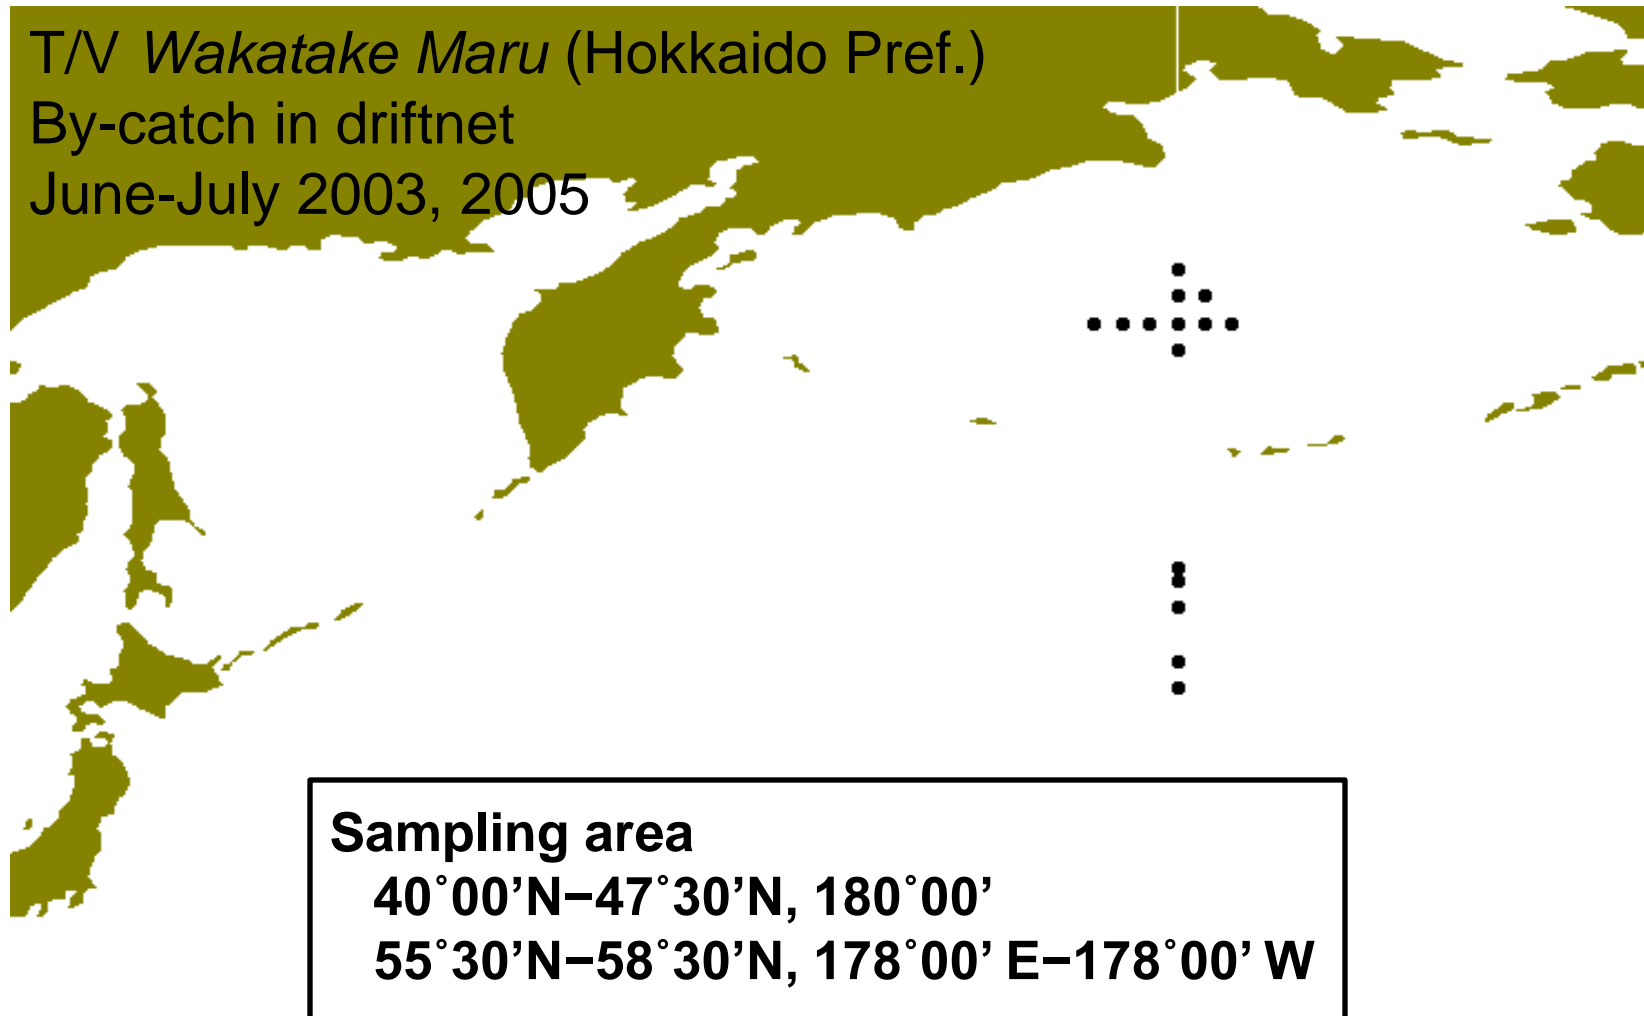 T/V Wakatake Maru (Hokkaido Pref.)
By-catch in driftnet
June-July 2003, 2005
Sampling area
40˚00’N−47˚30’N, 180˚00’
55˚30’N−58˚30’N, 178˚00’ E−178˚00’ W